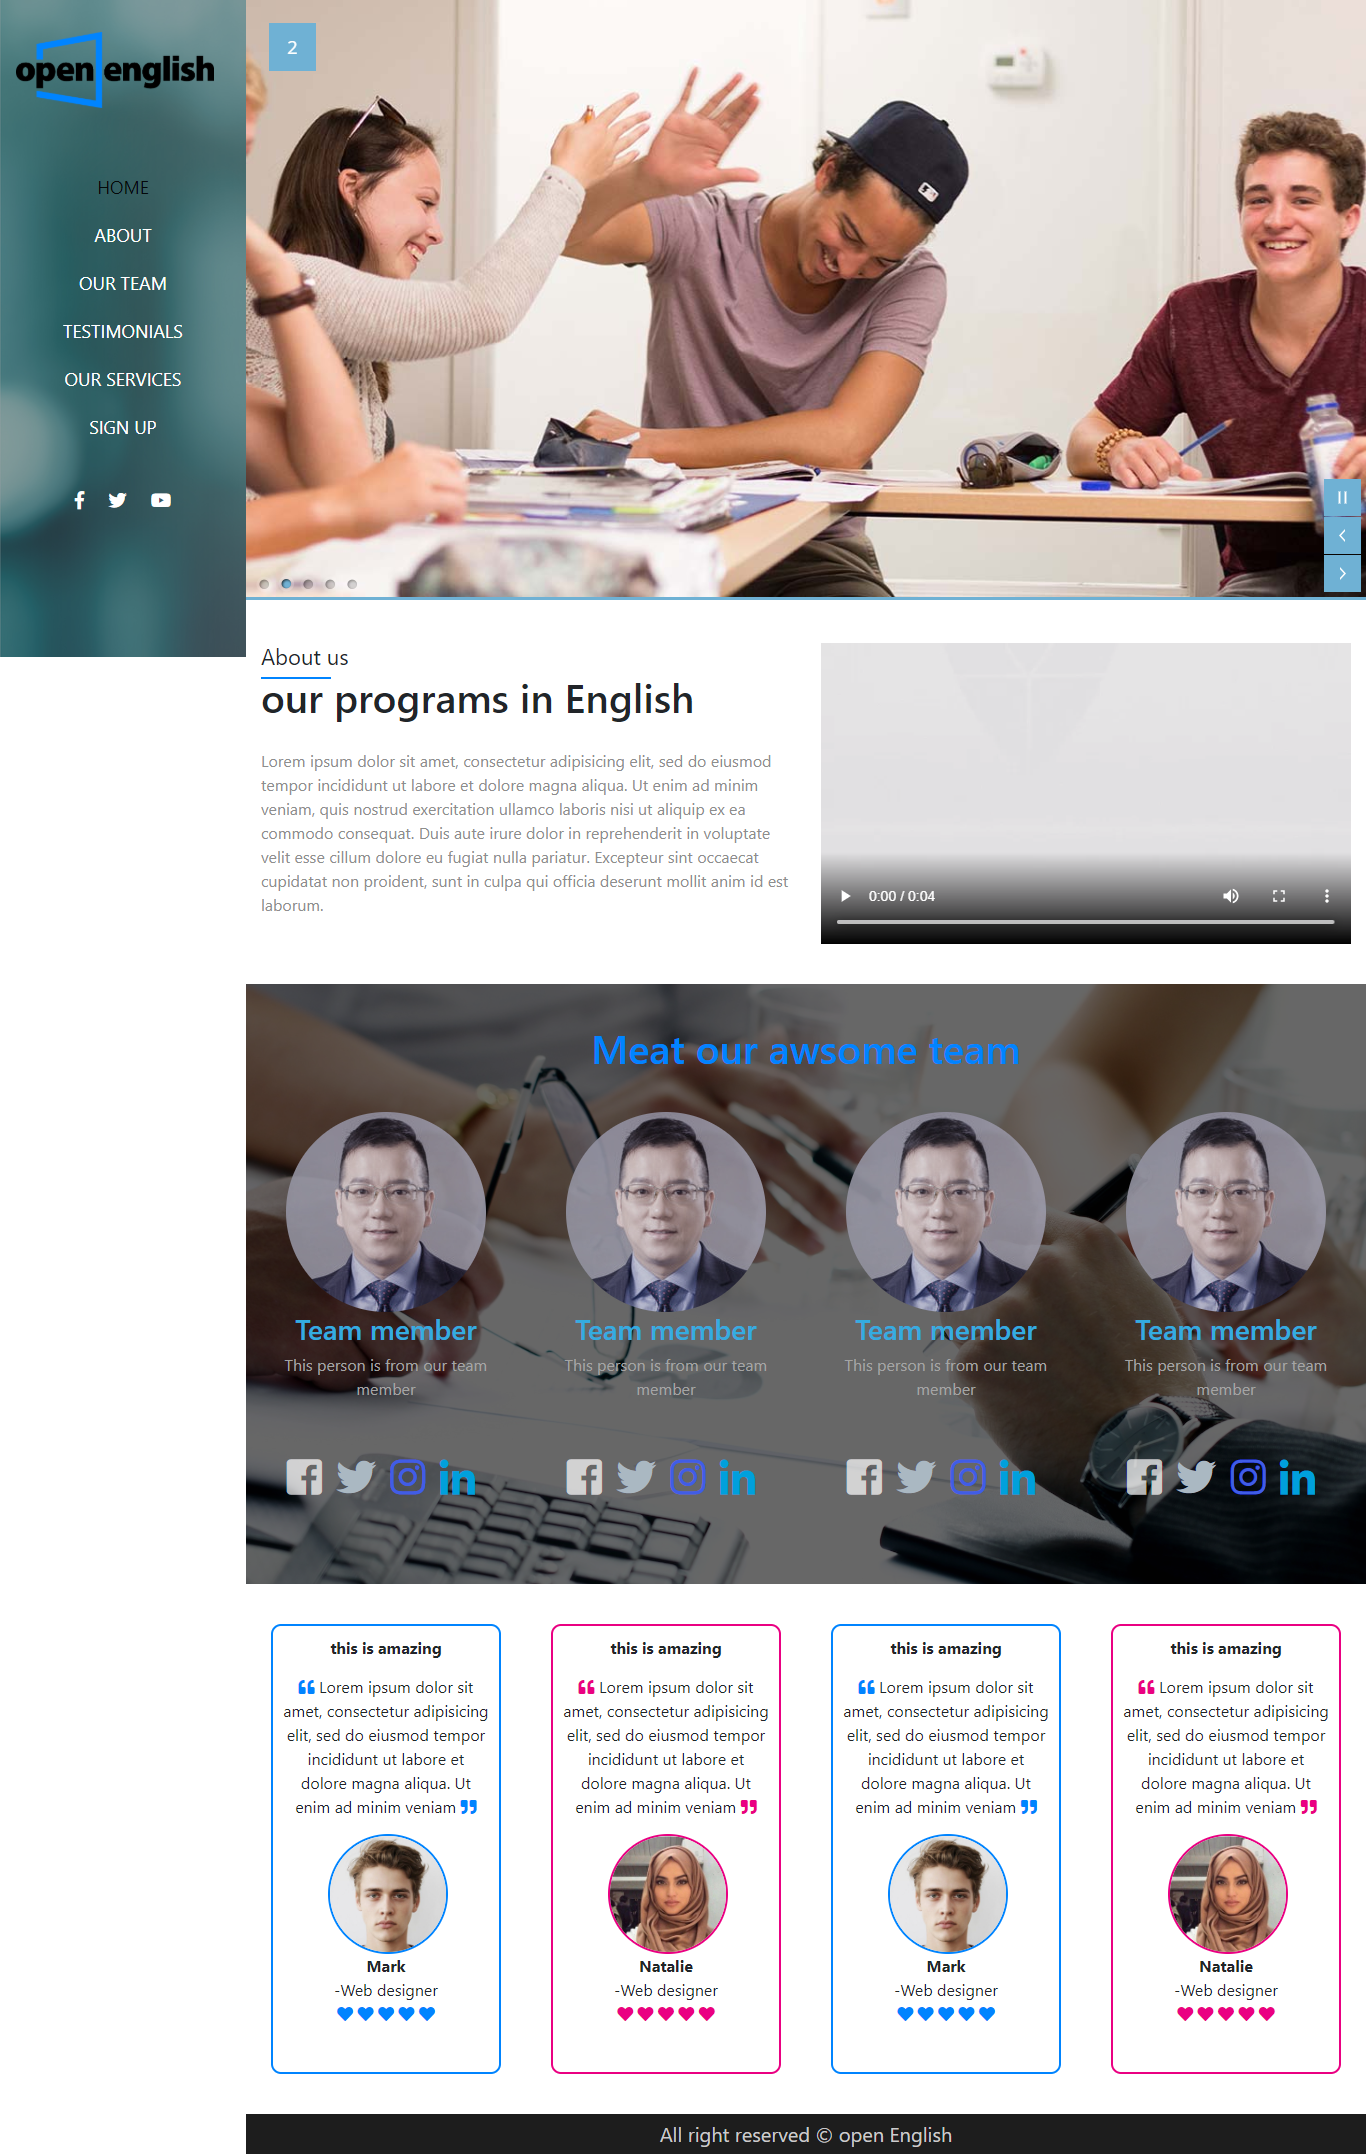 open english
HOME
ABOUT
OUR TEAM
TESTIMONIALS
OUR SERVICES
SIGN UP
2
About us
our programs in English
Lorem ipsum dolor sit amet, consectetur adipisicing elit, sed do eiusmod
tempor incididunt ut labore et dolore magna aliqua. Ut enim ad minim
veniam, quis nostrud exercitation ullamco laboris nisi ut aliquip ex ea
commodo consequat. Duis aute irure dolor in reprehenderit in voluptate
velit esse cillum dolore eu fugiat nulla pariatur. Excepteur sint occaecat
cupidatat non proident, sunt in culpa qui officia deserunt mollit anim id est
laborum.
0:00 / 0:04
Meat our awsome team
Team member
This person is from our team
member
Team member
This person is from our team
member
Team member
This person is from our team
member
Team member
This person is from our team
member
this is amazing
Lorem ipsum dolor sit
amet, consectetur adipisicing
elit, sed do eiusmod tempor
incididunt ut labore et
dolore magna aliqua. Ut
enim ad minim veniam
Mark
-Web designer
this is amazing
Lorem ipsum dolor sit
amet, consectetur adipisicing
elit, sed do eiusmod tempor
incididunt ut labore et
dolore magna aliqua. Ut
enim ad minim veniam
Natalie
-Web designer
this is amazing
Lorem ipsum dolor sit
amet, consectetur adipisicing
elit, sed do eiusmod tempor
incididunt ut labore et
dolore magna aliqua. Ut
enim ad minim veniam
Mark
-Web designer
this is amazing
Lorem ipsum dolor sit
amet, consectetur adipisicing
elit, sed do eiusmod tempor
incididunt ut labore et
dolore magna aliqua. Ut
enim ad minim veniam
Natalie
-Web designer
All right reserved © open English